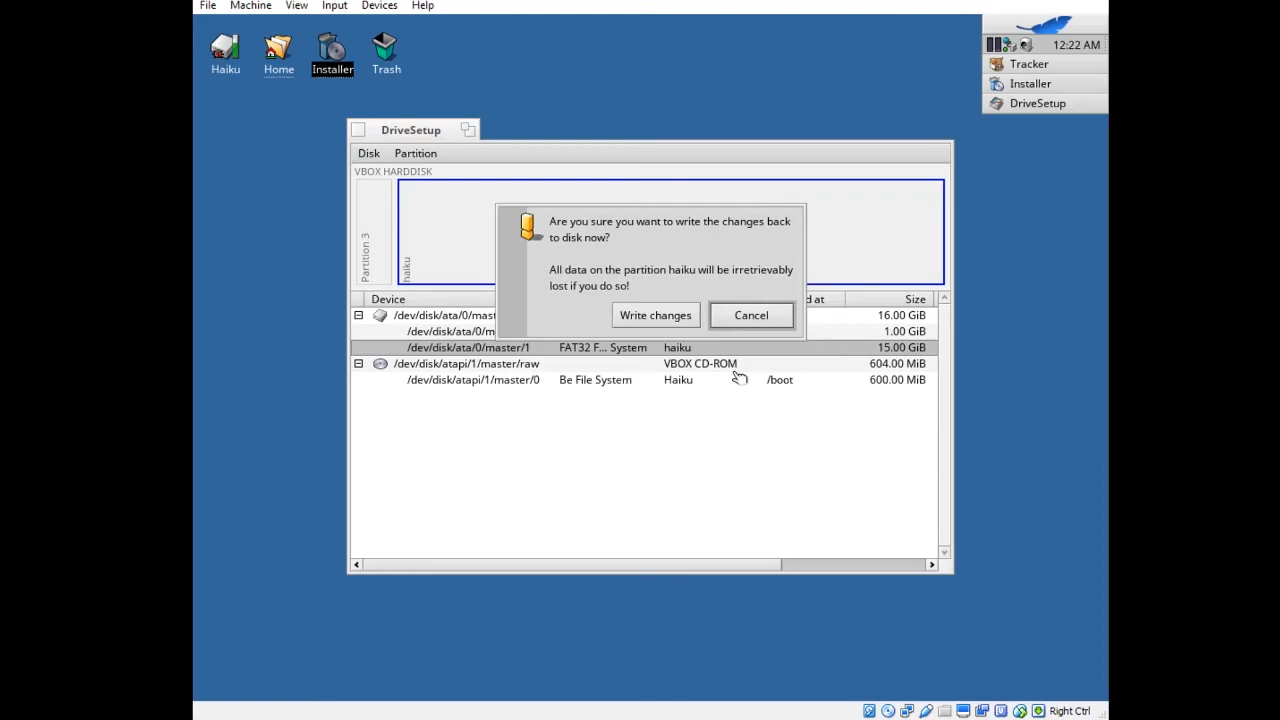 File Machine View Input Devices Help
Haiku Home Installer Trash
12:22 AM
Tracker
Installer
DriveSetup
DriveSetup
Disk Partition
VBOX HARDDISK
Partition 3
haiku
Are you sure you want to write the changes back
to disk now?
All data on the partition haiku will be irretrievably
lost if you do so!
Write changes Cancel
Device d at Size
/dev/disk/ata/0/mast 16.00 GiB
/dev/disk/ata/0/m 1.00 GiB
/dev/disk/ata/0/master/1 FAT32 F... System haiku 15.00 GiB
/dev/disk/atapi/1/master/raw VBOX CD-ROM 604.00 MiB
/dev/disk/atapi/1/master/0 Be File System Haiku /boot 600.00 MiB
Right Ctrl